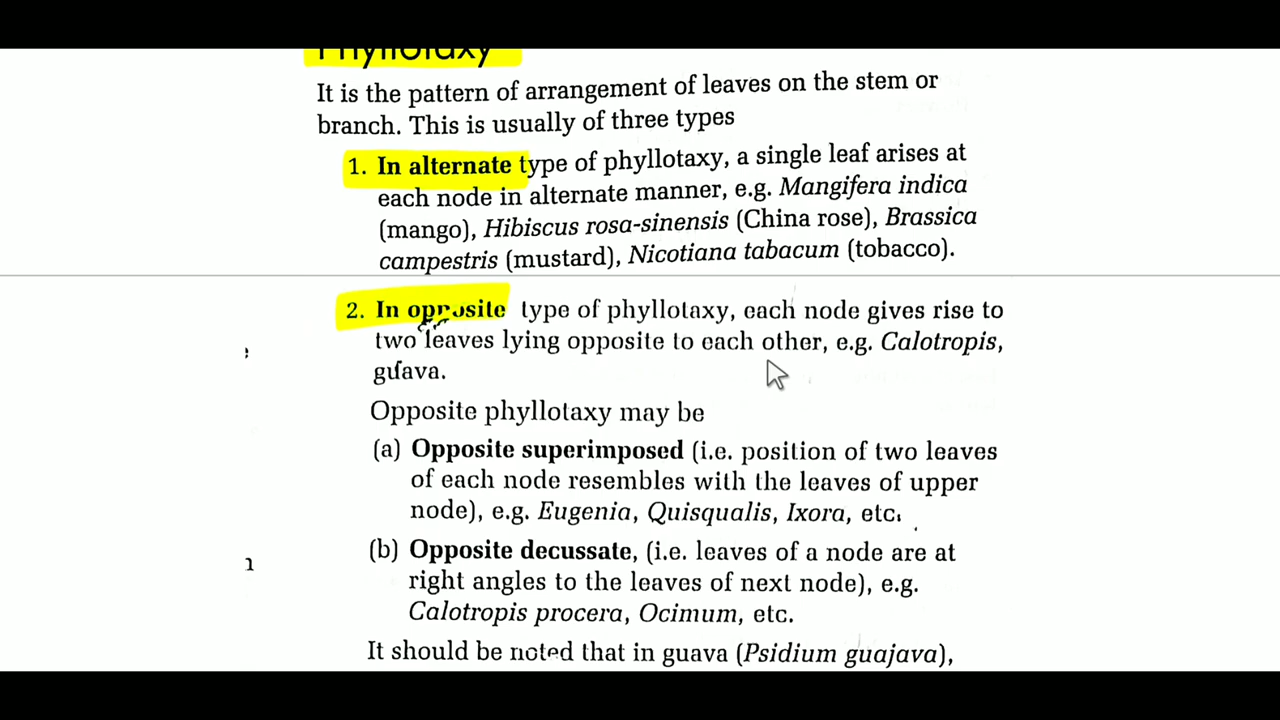 Phyllotaxy
It is the pattern of arrangement of leaves on the stem or
branch. This is usually of three types
1. In alternate type of phyllotaxy, a single leaf arises at
each node in alternate manner, e.g. Mangifera indica
(mango), Hibiscus rosa-sinensis (China rose), Brassica
campestris (mustard), Nicotiana tabacum (tobacco).
2. In opposite type of phyllotaxy, each node gives rise to
two leaves lying opposite to each other, e.g. Calotropis,
guava.
Opposite phyllotaxy may be
(a) Opposite superimposed (i.e. position of two leaves
of each node resembles with the leaves of upper
node), e.g. Eugenia, Quisqualis, Ixora, etc.
(b) Opposite decussate, (i.e. leaves of a node are at
right angles to the leaves of next node), e.g.
Calotropis procera, Ocimum, etc.
It should be noted that in guava (Psidium guajava),